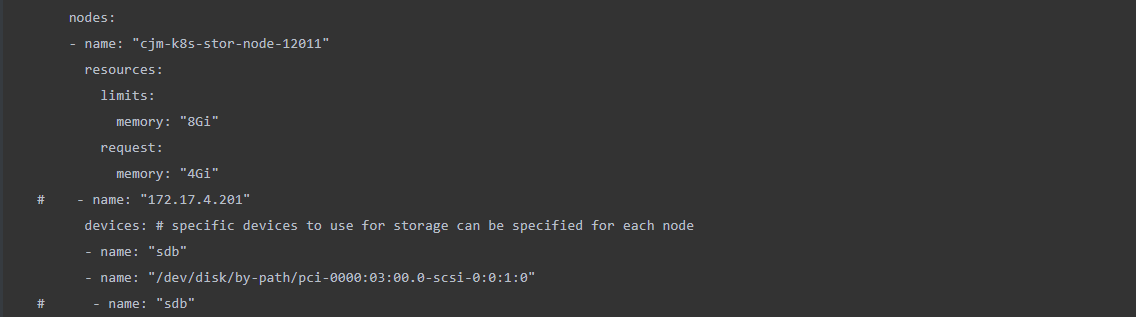 nodes:
- name: "cjm-k8s-stor-node-12011"
resources:
limits:
memory: "8Gi"
request:
memory: "4Gi"
#    - name: "172.17.4.201"
devices: # specific devices to use for storage can be specified for each node
- name: "sdb"
- name: "/dev/disk/by-path/pci-0000:03:00.0-scsi-0:0:1:0"
#      - name: "sdb"